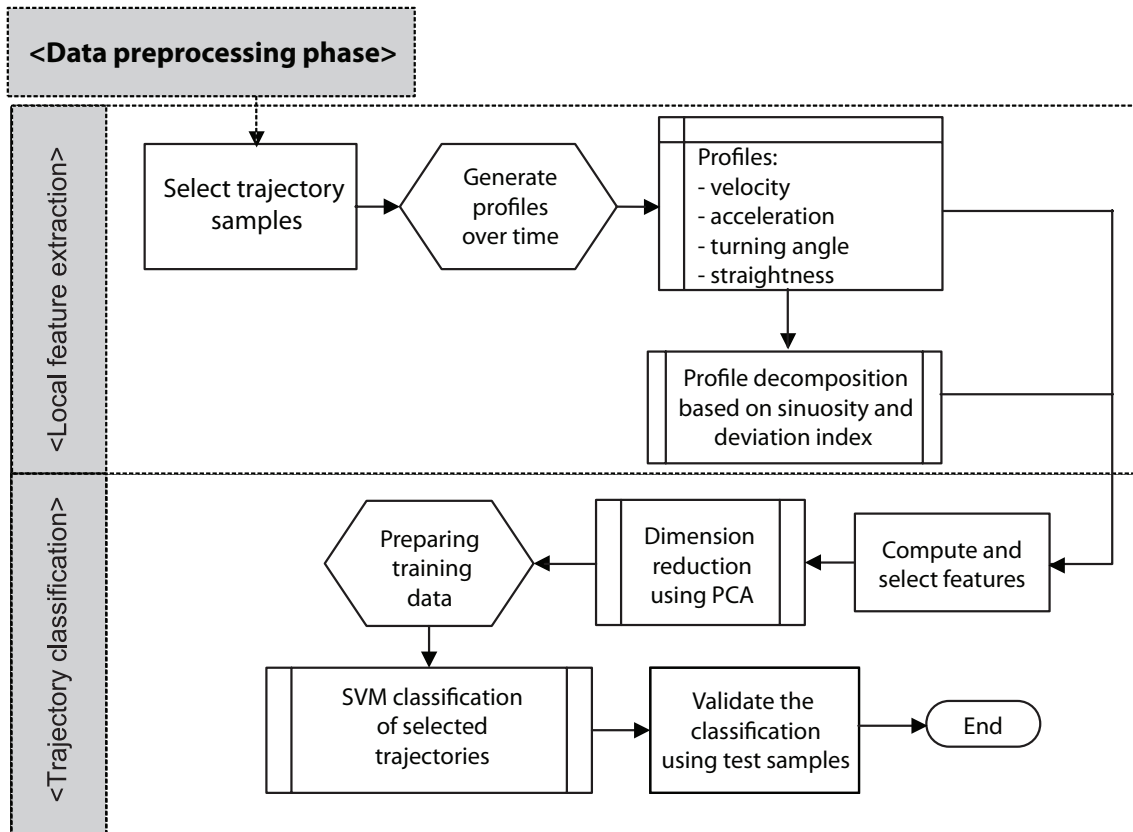 <Data preprocessing phase>
<Local feature extraction>
Select trajectory
samples
Generate
profiles
over time
Profiles:
- velocity
- acceleration
- turning angle
- straightness
Profile decomposition
based on sinuosity and
deviation index
<Trajectory classification>
Compute and
select features
Dimension
reduction
using PCA
Preparing
training
data
SVM classification
of selected
trajectories
Validate the
classification
using test samples
End